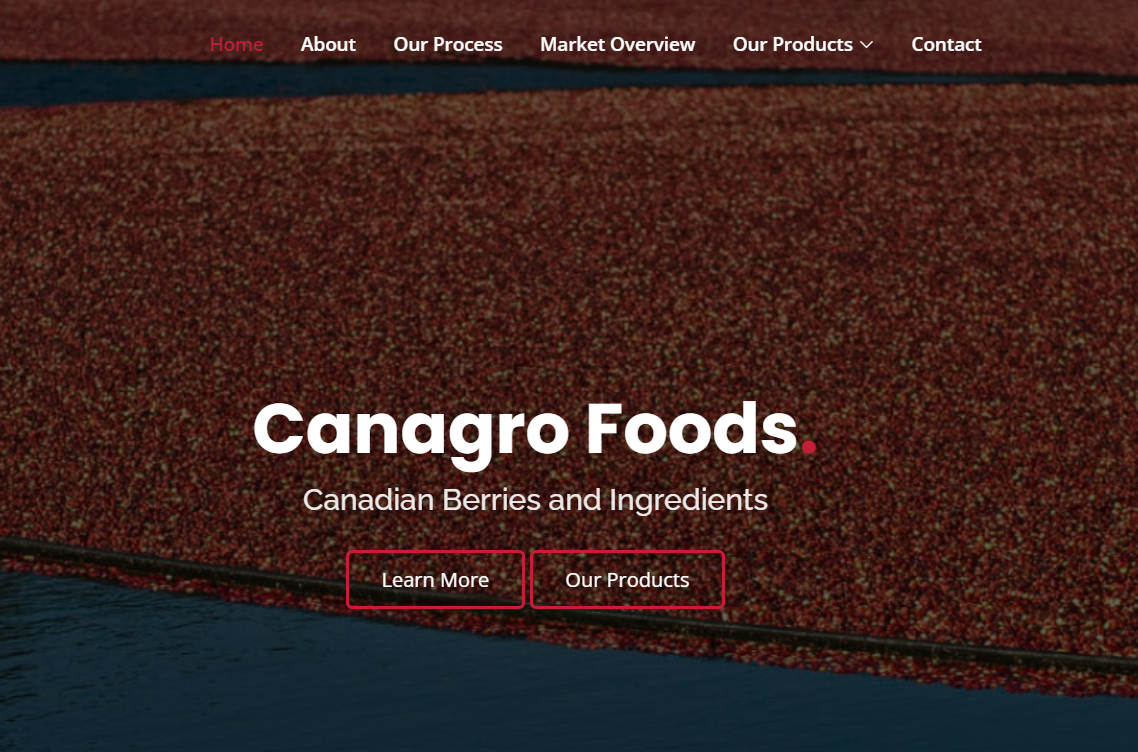 Home About Our Process Market Overview Our Products Contact
Canagro Foods.
Canadian Berries and Ingredients
Learn More Our Products